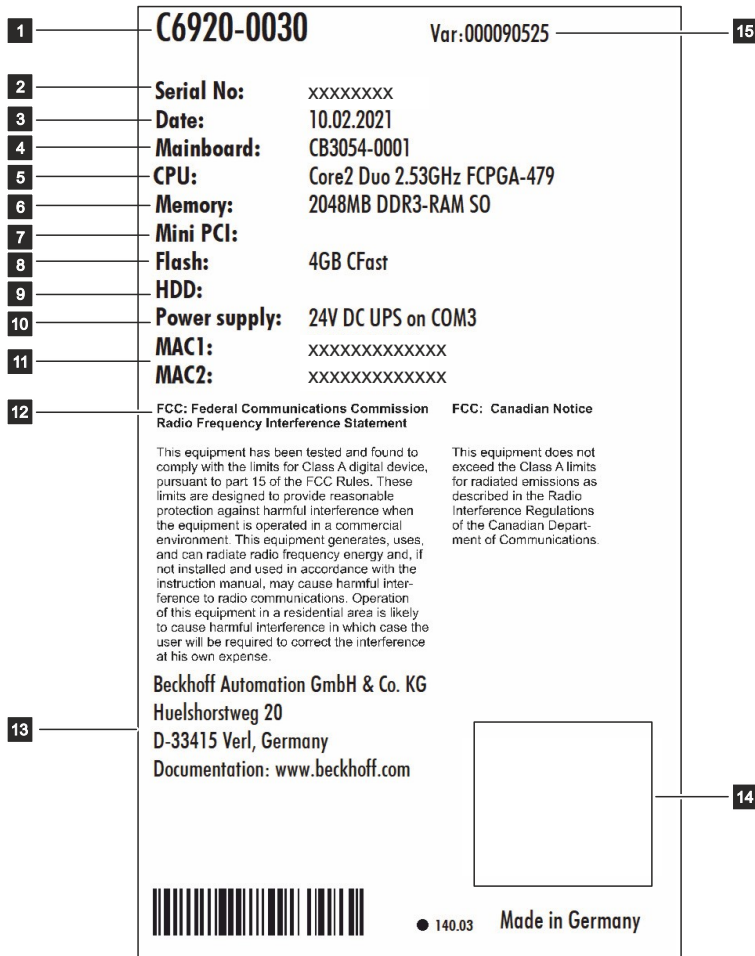 1 C6920-0030 Var:000090525 15
2 Serial No: xxxxxxxx
3 Date: 10.02.2021
4 Mainboard: CB3054-0001
5 CPU: Core2 Duo 2.53GHz FCPGA-479
6 Memory: 2048MB DDR3-RAM SO
7 Mini PCI:
8 Flash: 4GB CFast
9 HDD:
10 Power supply: 24V DC UPS on COM3
11 MAC1: xxxxxxxxxxxxx
MAC2: xxxxxxxxxxxxx
12 FCC: Federal Communications Commission
Radio Frequency Interference Statement
This equipment has been tested and found to
comply with the limits for Class A digital device,
pursuant to part 15 of the FCC Rules. These
limits are designed to provide reasonable
protection against harmful interference when
the equipment is operated in a commercial
environment. This equipment generates, uses,
and can radiate radio frequency energy and, if
not installed and used in accordance with the
instruction manual, may cause harmful inter-
ference to radio communications. Operation
of this equipment in a residential area is likely
to cause harmful interference in which case the
user will be required to correct the interference
at his own expense.
FCC: Canadian Notice
This equipment does not
exceed the Class A limits
for radiated emissions as
described in the Radio
Interference Regulations
of the Canadian Depart-
ment of Communications.
Beckhoff Automation GmbH & Co. KG
Huelshorstweg 20
13 D-33415 Verl, Germany
Documentation: www.beckhoff.com
14
140.03 Made in Germany